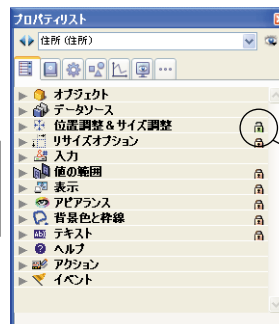 プロパティリスト
住所 (住所)
オブジェクト
データソース
位置調整 & サイズ調整
リサイズオプション
入力
値の範囲
表示
アピアランス
背景色と枠線
テキスト
ヘルプ
アクション
イベント